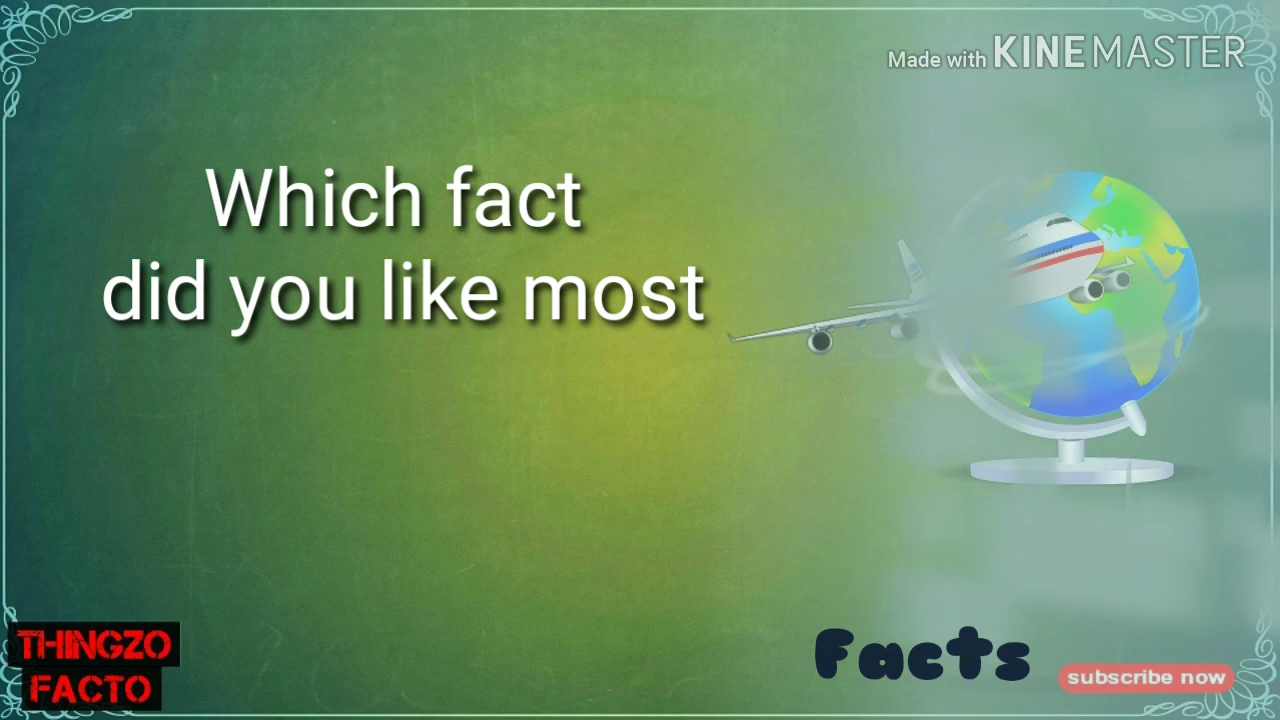 Made with KINEMASTER
Which fact
did you like most
THINGZO
FACTO
Facts
subscribe now